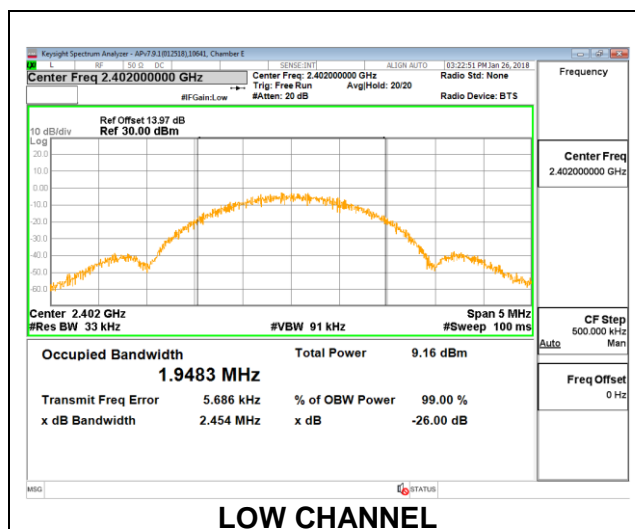 Keysight Spectrum Analyzer - APv7.9.1(012518),10641, Chamber E
L RF 50 Ω DC SENSE:INT ALIGN AUTO 03:22:51 PM Jan 26, 2018
Center Freq 2.402000000 GHz
Center Freq: 2.402000000 GHz
Radio Std: None
Trig: Free Run Avg|Hold: 20/20
#IFGain:Low
#Atten: 20 dB
Radio Device: BTS
Frequency
Ref Offset 13.97 dB
10 dB/div
Ref 30.00 dBm
Log
20.0
10.0
0.00
-10.0
-20.0
-30.0
-40.0
-50.0
-60.0
Center Freq
2.402000000 GHz
Center 2.402 GHz
Span 5 MHz
#Res BW 33 kHz
#VBW 91 kHz
#Sweep 100 ms
CF Step
500.000 kHz
Auto Man
Occupied Bandwidth
1.9483 MHz
Total Power 9.16 dBm
Transmit Freq Error 5.686 kHz
% of OBW Power 99.00 %
x dB Bandwidth 2.454 MHz
x dB -26.00 dB
Freq Offset
0 Hz
MSG
STATUS
LOW CHANNEL